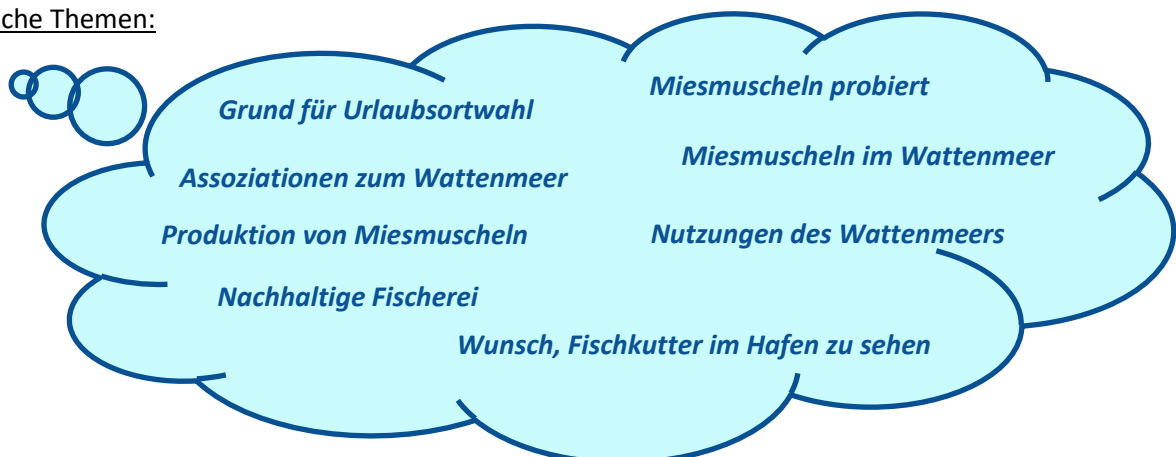 che Themen:
Miesmuscheln probiert
Grund für Urlaubsortwahl
Miesmuscheln im Wattenmeer
Assoziationen zum Wattenmeer
Produktion von Miesmuscheln
Nutzungen des Wattenmeers
Nachhaltige Fischerei
Wunsch, Fischkutter im Hafen zu sehen